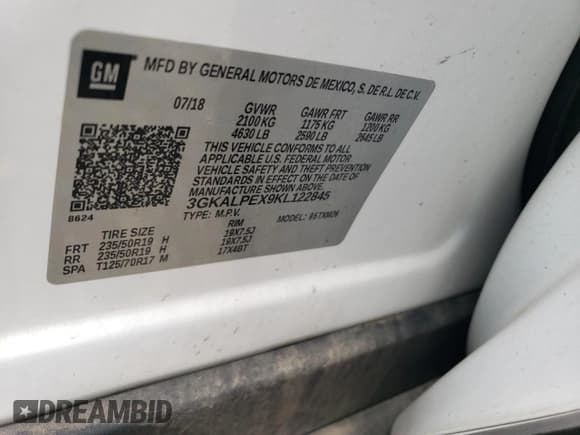 GM
MFD BY GENERAL MOTORS DE MEXICO, S. DE R.L. DE C.V.
07/18 GVWR GAWR FRT GAWR RR
2100 KG 1175 KG 1200 KG
4630 LB 2590 LB 2645 LB
THIS VEHICLE CONFORMS TO ALL
APPLICABLE U.S. FEDERAL MOTOR
VEHICLE SAFETY AND THEFT PREVENTION
STANDARDS IN EFFECT ON THE DATE OF
MANUFACTURE SHOWN ABOVE.
3GKALPEX9KL122845
8624 TYPE: M.P.V. MODEL:
TIRE SIZE RIM
FRT 235/50R19 H 19X7.5J
RR 235/50R19 H 19X7.5J
SPA T125/70R17 M 17X4BT
DREAMBID